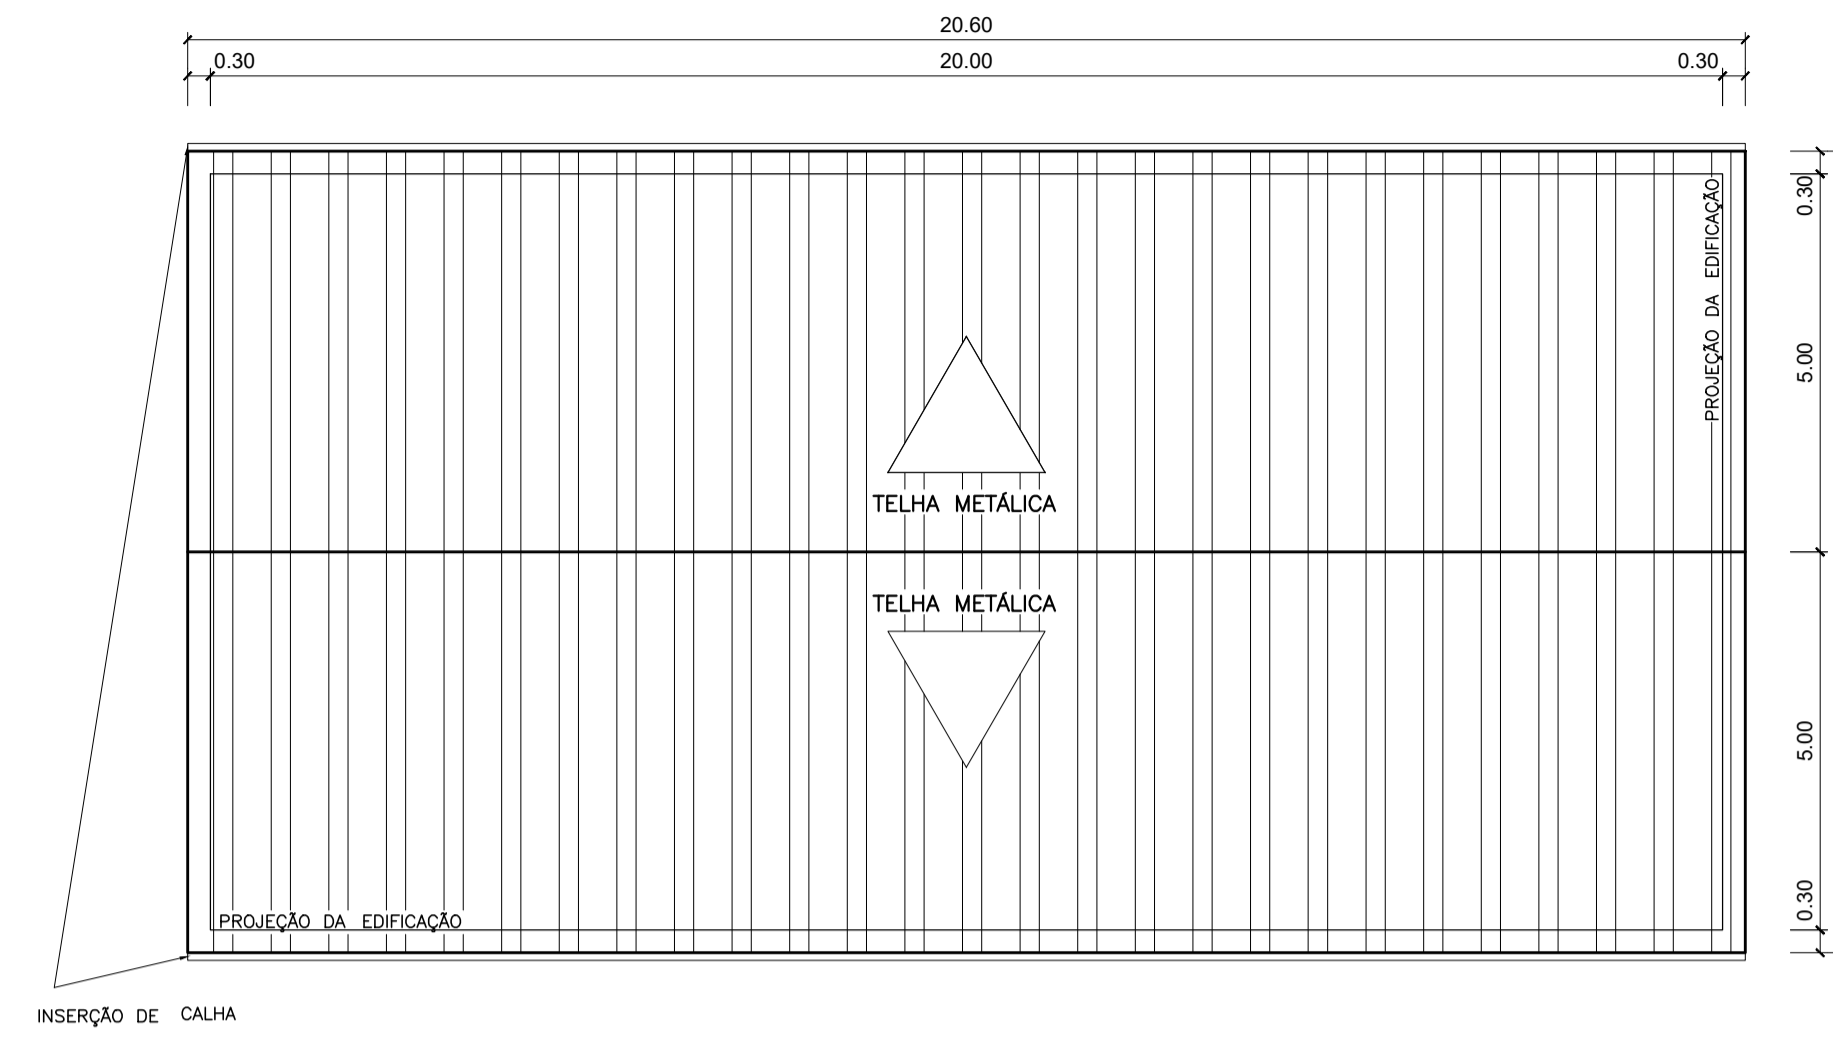 20.60
0.30 20.00 0.30
0.30
PROJEÇÃO DA EDIFICAÇÃO
5.00
TELHA METÁLICA
TELHA METÁLICA
5.00
0.30
PROJEÇÃO DA EDIFICAÇÃO
INSERÇÃO DE CALHA